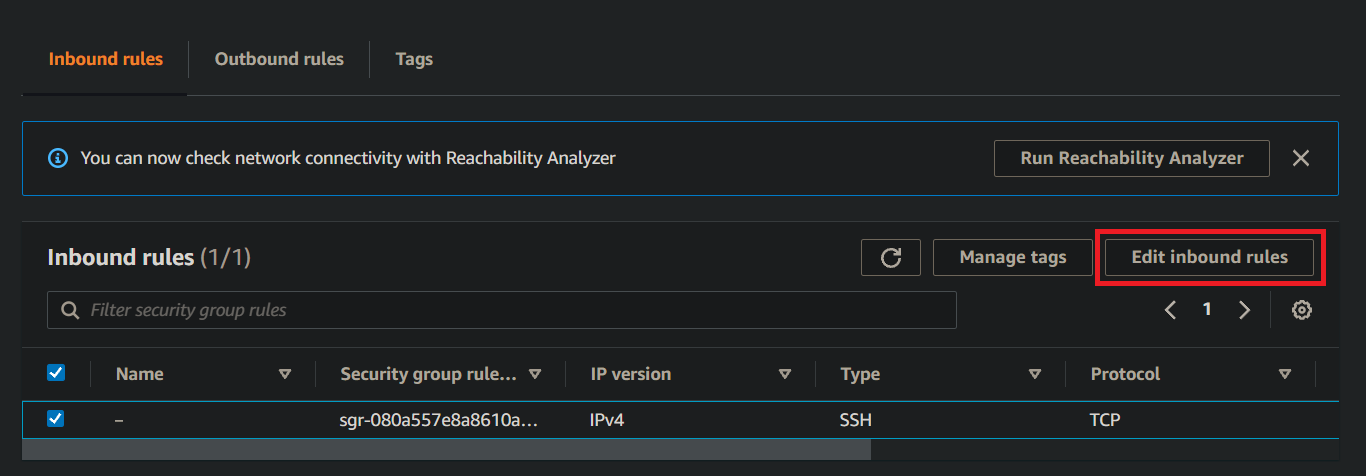 Inbound rules Outbound rules Tags
You can now check network connectivity with Reachability Analyzer Run Reachability Analyzer
Inbound rules (1/1) Manage tags Edit inbound rules
Filter security group rules 1
Name Security group rule... IP version Type Protocol
– sgr-080a557e8a8610a... IPv4 SSH TCP